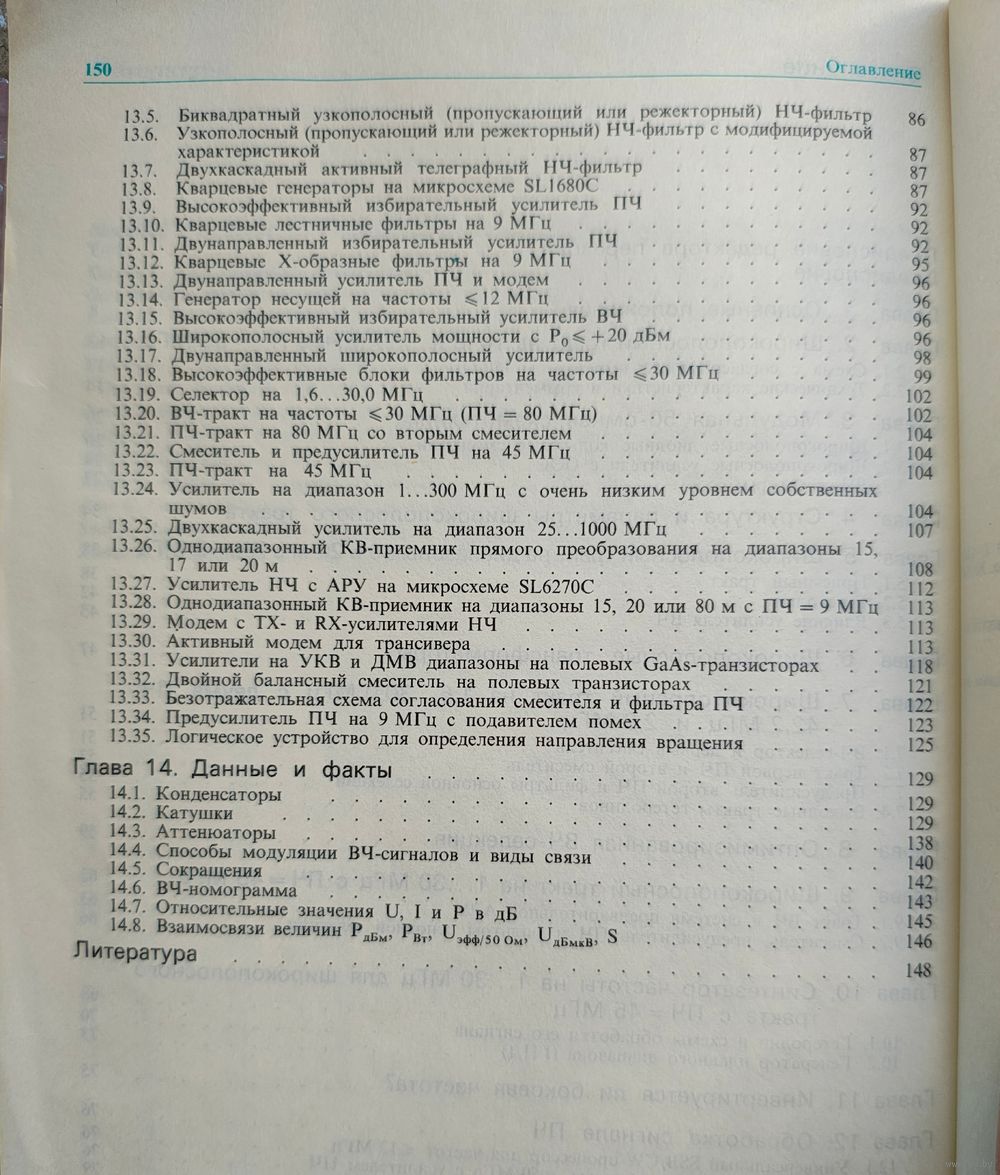 150 Оглавление
13.5. Биквадратный узкополосный (пропускающий или режекторный) НЧ-фильтр 86
13.6. Узкополосный (пропускающий или режекторный) НЧ-фильтр с модифицируемой
характеристикой . . . . . . . . . . 87
13.7. Двухкаскадный активный телеграфный НЧ-фильтр . . . . . . 87
13.8. Кварцевые генераторы на микросхеме SL1680C . . . . . . 87
13.9. Высокоэффективный избирательный усилитель ПЧ . . . . . . 92
13.10. Кварцевые лестничные фильтры на 9 МГц . . . . . . 92
13.11. Двунаправленный избирательный усилитель ПЧ . . . . . . 92
13.12. Кварцевые Х-образные фильтры на 9 МГц . . . . . . 95
13.13. Двунаправленный усилитель ПЧ и модем . . . . . . 96
13.14. Генератор несущей на частоты ⩽12 МГц . . . . . . 96
13.15. Высокоэффективный избирательный усилитель ВЧ . . . . . . 96
13.16. Широкополосный усилитель мощности с P₀⩽+20 дБм . . . . . . 96
13.17. Двунаправленный широкополосный усилитель . . . . . . 98
13.18. Высокоэффективные блоки фильтров на частоты ⩽30 МГц . . . . . 99
13.19. Селектор на 1,6...30,0 МГц . . . . . . 102
13.20. ВЧ-тракт на частоты ⩽30 МГц (ПЧ = 80 МГц) . . . . . . 102
13.21. ПЧ-тракт на 80 МГц со вторым смесителем . . . . . . 104
13.22. Смеситель и предусилитель ПЧ на 45 МГц . . . . . . 104
13.23. ПЧ-тракт на 45 МГц . . . . . . 104
13.24. Усилитель на диапазон 1...300 МГц с очень низким уровнем собственных
шумов . . . . . . 104
13.25. Двухкаскадный усилитель на диапазон 25...1000 МГц . . . . . . 107
13.26. Однодиапазонный КВ-приемник прямого преобразования на диапазоны 15,
17 или 20 м . . . . . . 108
13.27. Усилитель НЧ с АРУ на микросхеме SL6270C . . . . . . 112
13.28. Однодиапазонный КВ-приемник на диапазоны 15, 20 или 80 м с ПЧ = 9 МГц 113
13.29. Модем с TX- и RX-усилителями НЧ . . . . . . 113
13.30. Активный модем для трансивера . . . . . . 113
13.31. Усилители на УКВ и ДМВ диапазоны на полевых GaAs-транзисторах . . 118
13.32. Двойной балансный смеситель на полевых транзисторах . . . . . . 121
13.33. Безотражательная схема согласования смесителя и фильтра ПЧ . . . . 122
13.34. Предусилитель ПЧ на 9 МГц с подавителем помех . . . . . . 123
13.35. Логическое устройство для определения направления вращения . . . . 125
Глава 14. Данные и факты . . . . . . 129
14.1. Конденсаторы . . . . . . 129
14.2. Катушки . . . . . . 129
14.3. Аттенюаторы . . . . . . 138
14.4. Способы модуляции ВЧ-сигналов и виды связи . . . . . . 140
14.5. Сокращения . . . . . . 142
14.6. ВЧ-номограмма . . . . . . 143
14.7. Относительные значения U, I и P в дБ . . . . . . 145
14.8. Взаимосвязи величин PдБм, PВт, Uэфф/50 Ом, UдБмкВ, S . . . . . . 146
Литература . . . . . . 148